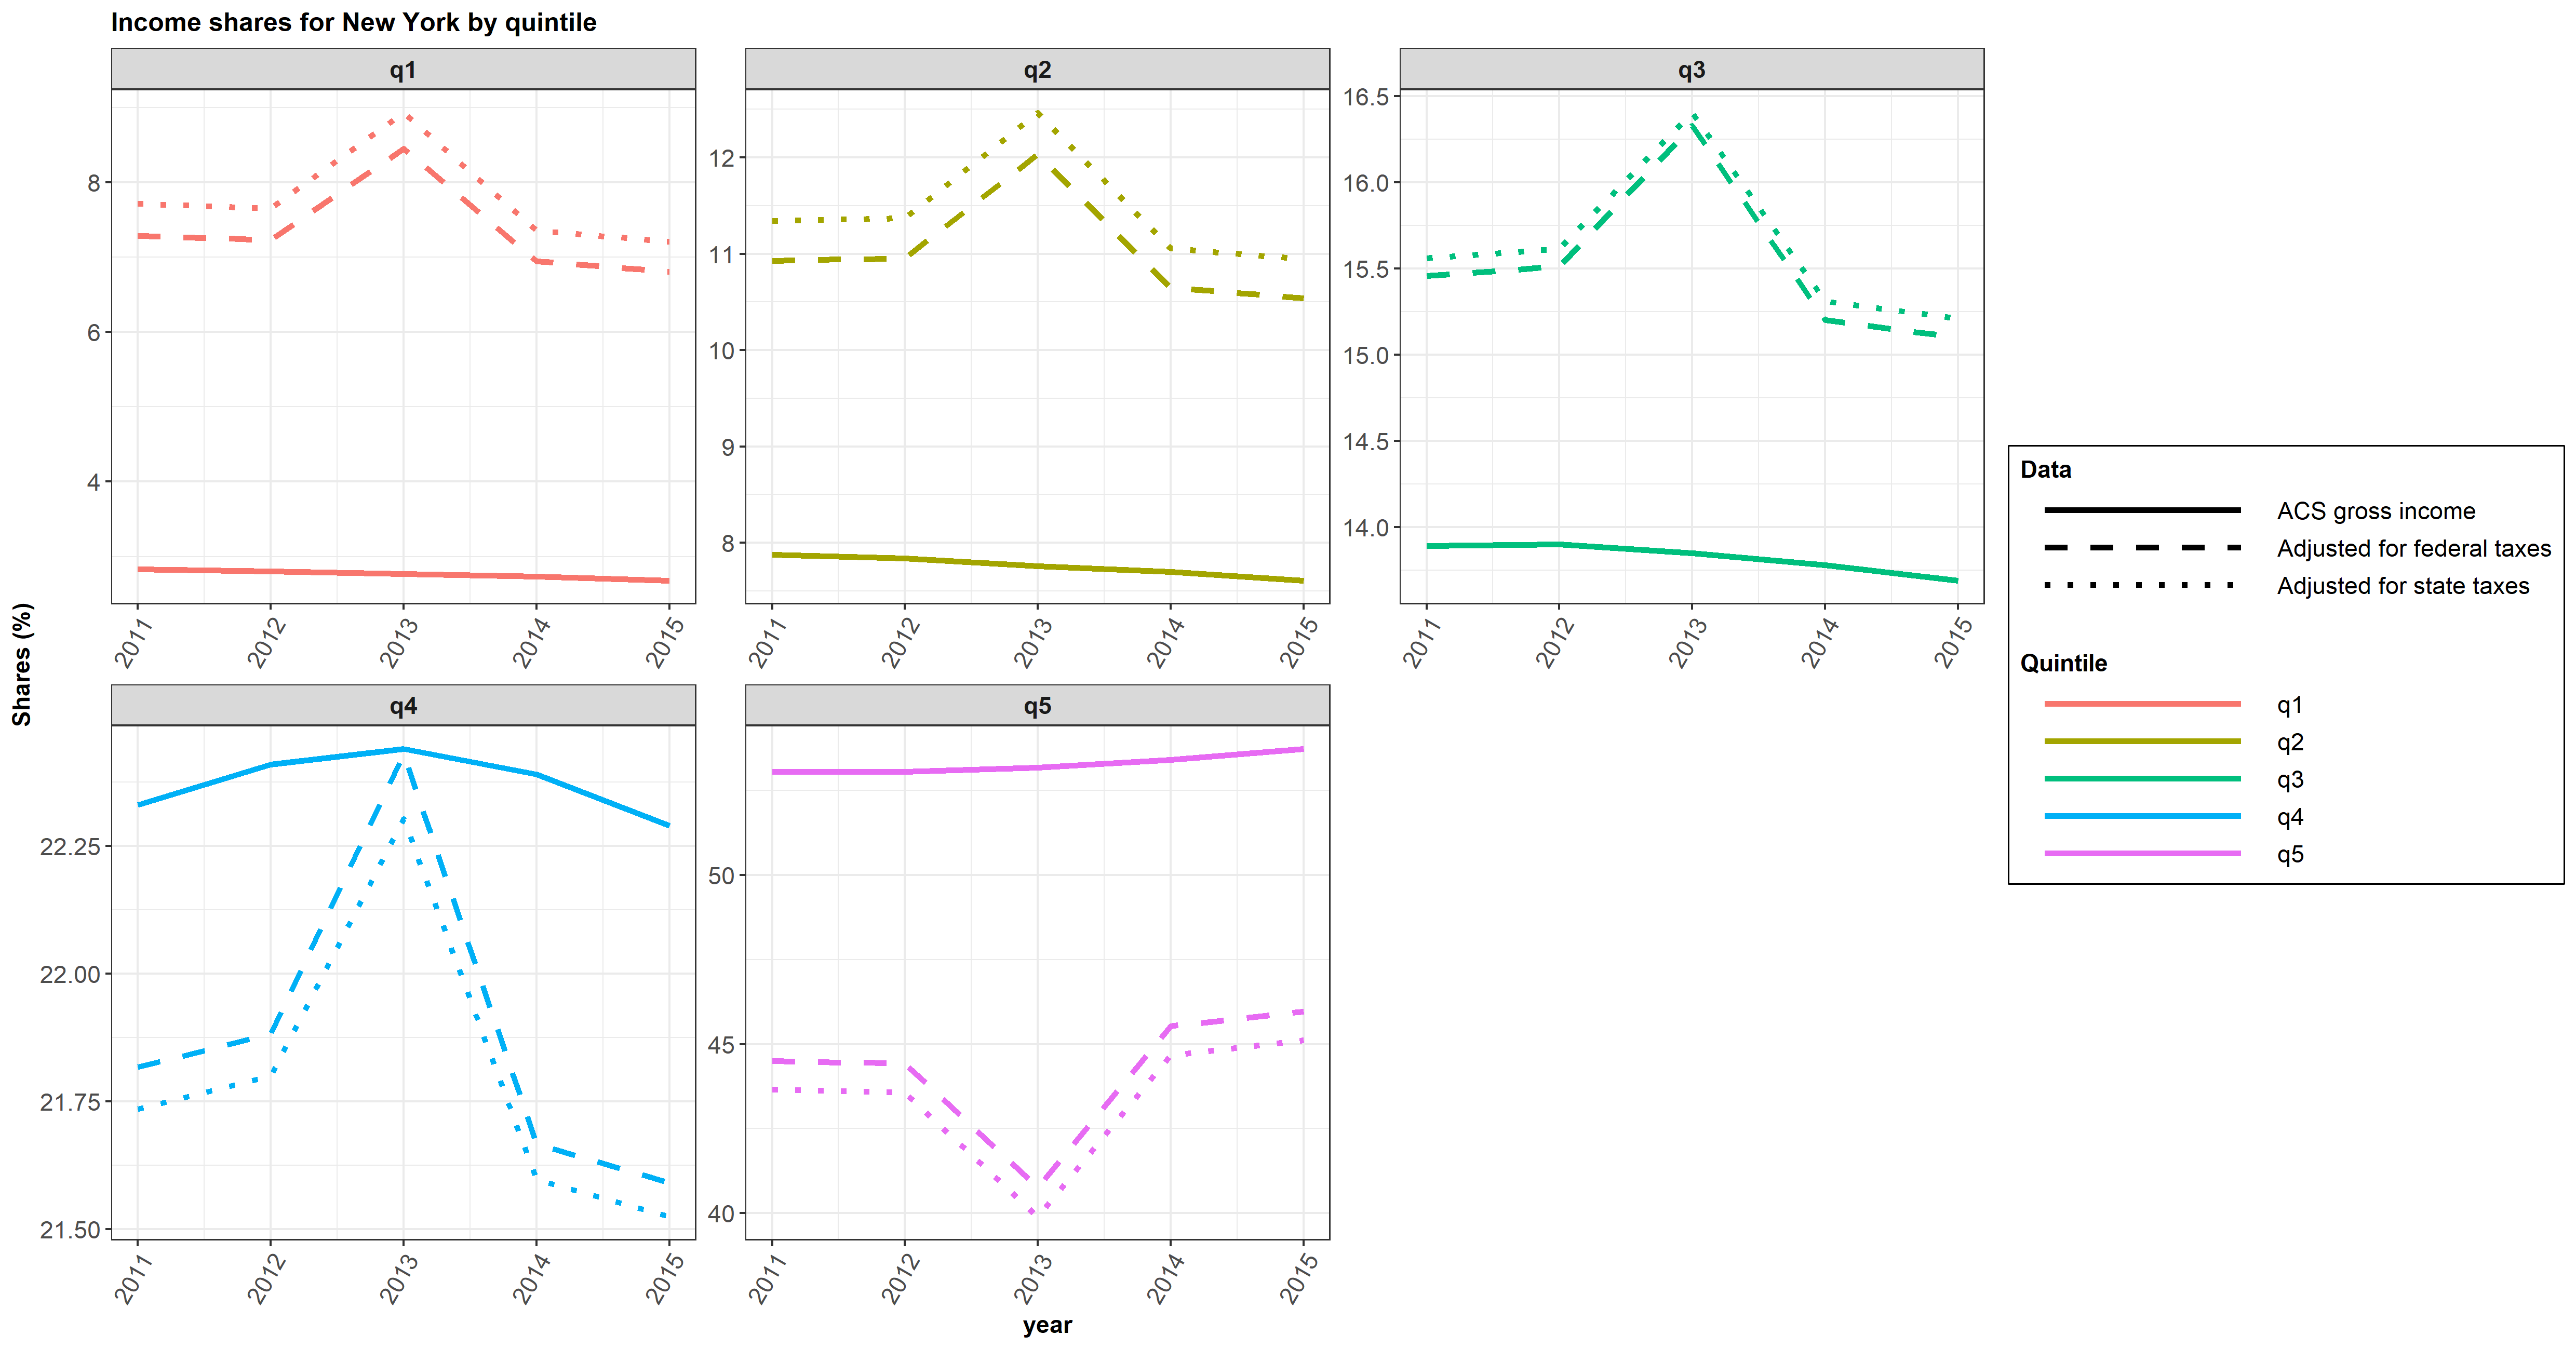 Income shares for New York by quintile
q1
q2
q3
8
6
4
12
11
10
9
8
16.5
16.0
15.5
15.0
14.5
14.0
2011 2012 2013 2014 2015
2011 2012 2013 2014 2015
2011 2012 2013 2014 2015
Shares (%)
q4
q5
22.25
22.00
21.75
21.50
50
45
40
2011 2012 2013 2014 2015
2011 2012 2013 2014 2015
year
Data
ACS gross income
Adjusted for federal taxes
Adjusted for state taxes
Quintile
q1
q2
q3
q4
q5